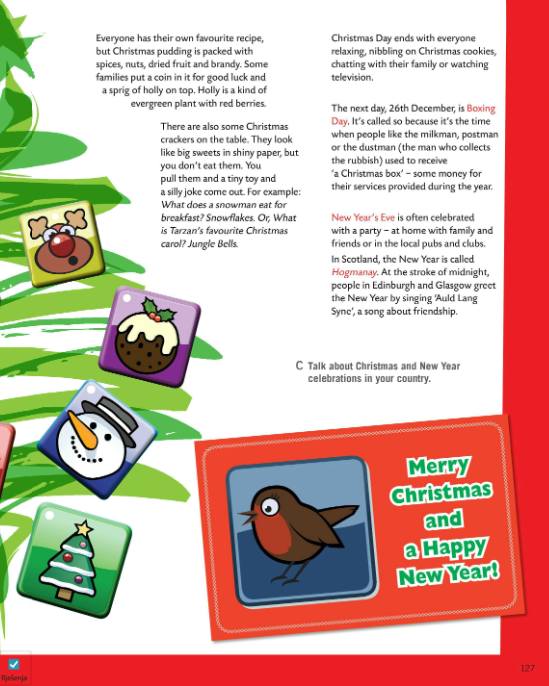 Everyone has their own favourite recipe,
but Christmas pudding is packed with
spices, nuts, dried fruit and brandy. Some
families put a coin in it for good luck and
a sprig of holly on top. Holly is a kind of
evergreen plant with red berries.
There are also some Christmas
crackers on the table. They look
like big sweets in shiny paper, but
you don't eat them. You
pull them and a tiny toy and
a silly joke come out. For example:
What does a snowman eat for
breakfast? Snowflakes. Or, What
is Tarzan's favourite Christmas
carol? Jungle Bells.
Christmas Day ends with everyone
relaxing, nibbling on Christmas cookies,
chatting with their family or watching
television.
The next day, 26th December, is Boxing
Day. It's called so because it's the time
when people like the milkman, postman
or the dustman (the man who collects
the rubbish) used to receive
'a Christmas box' – some money for
their services provided during the year.
New Year's Eve is often celebrated
with a party – at home with family and
friends or in the local pubs and clubs.
In Scotland, the New Year is called
Hogmanay. At the stroke of midnight,
people in Edinburgh and Glasgow greet
the New Year by singing 'Auld Lang
Sync', a song about friendship.
C Talk about Christmas and New Year
celebrations in your country.
Merry
Christmas
and
a Happy
New Year!
127
Rješenja